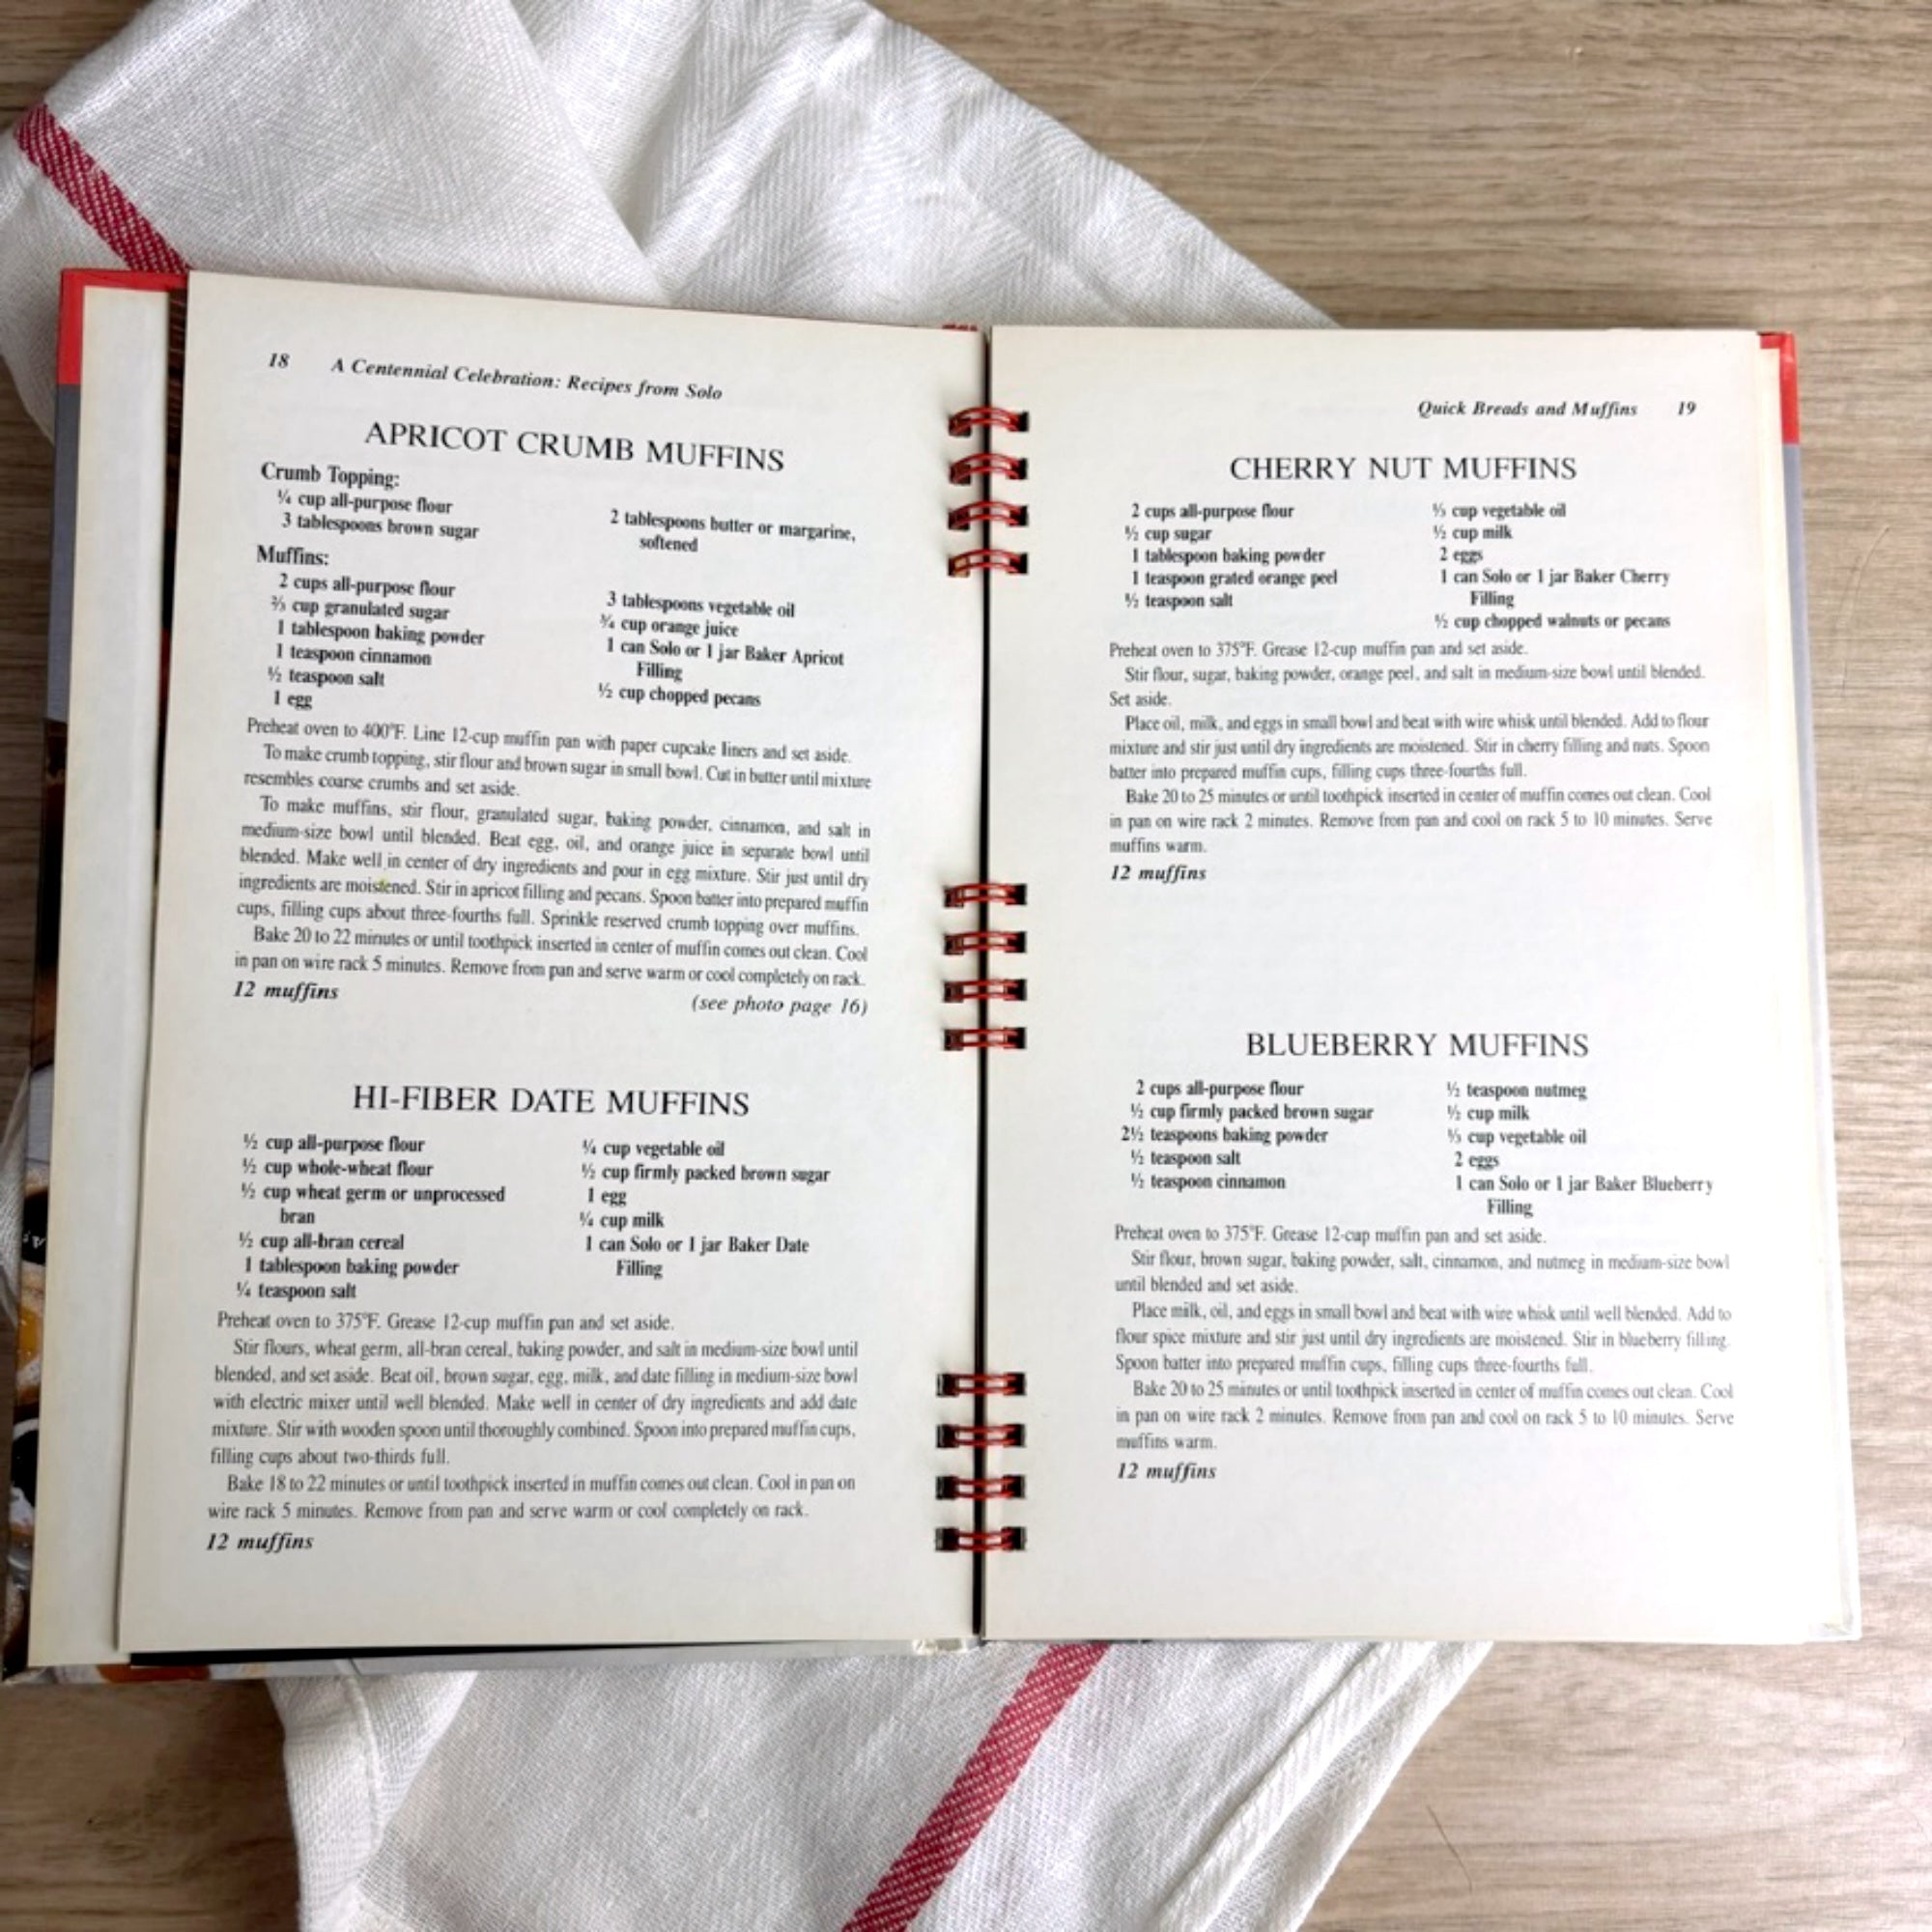 18 A Centennial Celebration: Recipes from Solo
APRICOT CRUMB MUFFINS
Crumb Topping:
¼ cup all-purpose flour
3 tablespoons brown sugar
2 tablespoons butter or margarine,
softened
Muffins:
2 cups all-purpose flour
⅔ cup granulated sugar
1 tablespoon baking powder
1 teaspoon cinnamon
½ teaspoon salt
1 egg
3 tablespoons vegetable oil
¾ cup orange juice
1 can Solo or 1 jar Baker Apricot
Filling
½ cup chopped pecans
Preheat oven to 400°F. Line 12-cup muffin pan with paper cupcake liners and set aside.
To make crumb topping, stir flour and brown sugar in small bowl. Cut in butter until mixture
resembles coarse crumbs and set aside.
To make muffins, stir flour, granulated sugar, baking powder, cinnamon, and salt in
medium-size bowl until blended. Beat egg, oil, and orange juice in separate bowl until
blended. Make well in center of dry ingredients and pour in egg mixture. Stir just until dry
ingredients are moistened. Stir in apricot filling and pecans. Spoon batter into prepared muffin
cups, filling cups about three-fourths full. Sprinkle reserved crumb topping over muffins.
Bake 20 to 22 minutes or until toothpick inserted in center of muffin comes out clean. Cool
in pan on wire rack 5 minutes. Remove from pan and serve warm or cool completely on rack.
12 muffins (see photo page 16)
HI-FIBER DATE MUFFINS
½ cup all-purpose flour
½ cup whole-wheat flour
½ cup wheat germ or unprocessed
bran
½ cup all-bran cereal
1 tablespoon baking powder
¼ teaspoon salt
¼ cup vegetable oil
½ cup firmly packed brown sugar
1 egg
¼ cup milk
1 can Solo or 1 jar Baker Date
Filling
Preheat oven to 375°F. Grease 12-cup muffin pan and set aside.
Stir flours, wheat germ, all-bran cereal, baking powder, and salt in medium-size bowl until
blended, and set aside. Beat oil, brown sugar, egg, milk, and date filling in medium-size bowl
with electric mixer until well blended. Make well in center of dry ingredients and add date
mixture. Stir with wooden spoon until thoroughly combined. Spoon into prepared muffin cups,
filling cups about two-thirds full.
Bake 18 to 22 minutes or until toothpick inserted in muffin comes out clean. Cool in pan on
wire rack 5 minutes. Remove from pan and serve warm or cool completely on rack.
12 muffins
Quick Breads and Muffins 19
CHERRY NUT MUFFINS
2 cups all-purpose flour
½ cup sugar
1 tablespoon baking powder
1 teaspoon grated orange peel
½ teaspoon salt
⅓ cup vegetable oil
½ cup milk
2 eggs
1 can Solo or 1 jar Baker Cherry
Filling
½ cup chopped walnuts or pecans
Preheat oven to 375°F. Grease 12-cup muffin pan and set aside.
Stir flour, sugar, baking powder, orange peel, and salt in medium-size bowl until blended.
Set aside.
Place oil, milk, and eggs in small bowl and beat with wire whisk until blended. Add to flour
mixture and stir just until dry ingredients are moistened. Stir in cherry filling and nuts. Spoon
batter into prepared muffin cups, filling cups three-fourths full.
Bake 20 to 25 minutes or until toothpick inserted in center of muffin comes out clean. Cool
in pan on wire rack 2 minutes. Remove from pan and cool on rack 5 to 10 minutes. Serve
muffins warm.
12 muffins
BLUEBERRY MUFFINS
2 cups all-purpose flour
½ cup firmly packed brown sugar
2½ teaspoons baking powder
½ teaspoon salt
½ teaspoon cinnamon
½ teaspoon nutmeg
½ cup milk
⅓ cup vegetable oil
2 eggs
1 can Solo or 1 jar Baker Blueberry
Filling
Preheat oven to 375°F. Grease 12-cup muffin pan and set aside.
Stir flour, brown sugar, baking powder, salt, cinnamon, and nutmeg in medium-size bowl
until blended and set aside.
Place milk, oil, and eggs in small bowl and beat with wire whisk until well blended. Add to
flour spice mixture and stir just until dry ingredients are moistened. Stir in blueberry filling.
Spoon batter into prepared muffin cups, filling cups three-fourths full.
Bake 20 to 25 minutes or until toothpick inserted in center of muffin comes out clean. Cool
in pan on wire rack 2 minutes. Remove from pan and cool on rack 5 to 10 minutes. Serve
muffins warm.
12 muffins